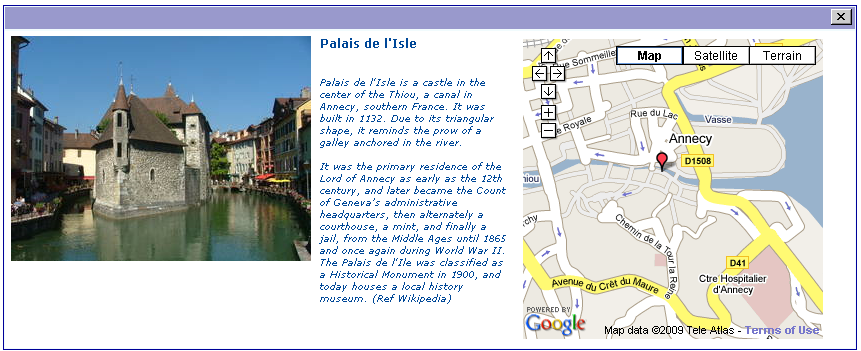 Palais de l'Isle
Palais de l'Isle is a castle in the
center of the Thiou, a canal in
Annecy, southern France. It was
built in 1132. Due to its triangular
shape, it reminds the prow of a
galley anchored in the river.
It was the primary residence of the
Lord of Annecy as early as the 12th
century, and later became the Count
of Geneva's administrative
headquarters, then alternately a
courthouse, a mint, and finally a
jail, from the Middle Ages until 1865
and once again during World War II.
The Palais de l'Ile was classified as
a Historical Monument in 1900, and
today houses a local history
museum. (Ref Wikipedia)
Map
Satellite
Terrain
Sommeiller
Rue du Lac
Vasse
Royale
Annecy
D1508
hiou
rchy
Chemin de la Tour la Reine
D41
Ctre Hospitalier
d'Annecy
Avenue du Crêt du Maure
POWERED BY
Google
Map data ©2009 Tele Atlas - Terms of Use